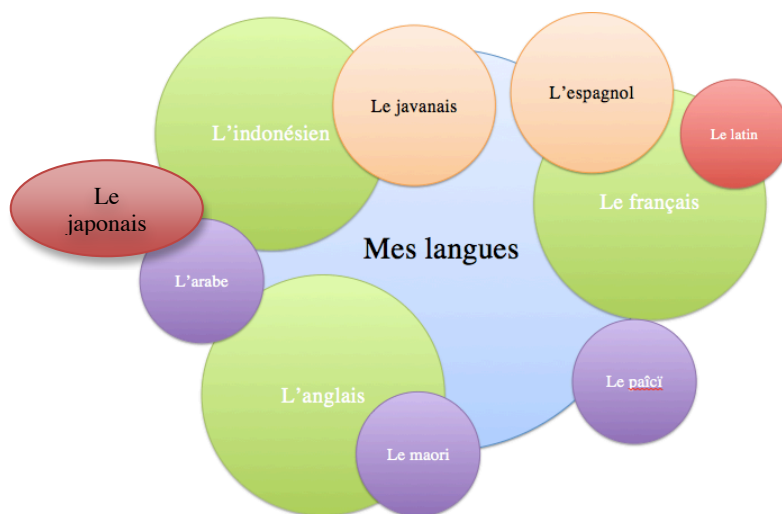 L'espagnol
Le javanais
L'indonésien
Le latin
Le
japonais
Le français
Mes langues
L'arabe
Le païcï
L'anglais
Le maori